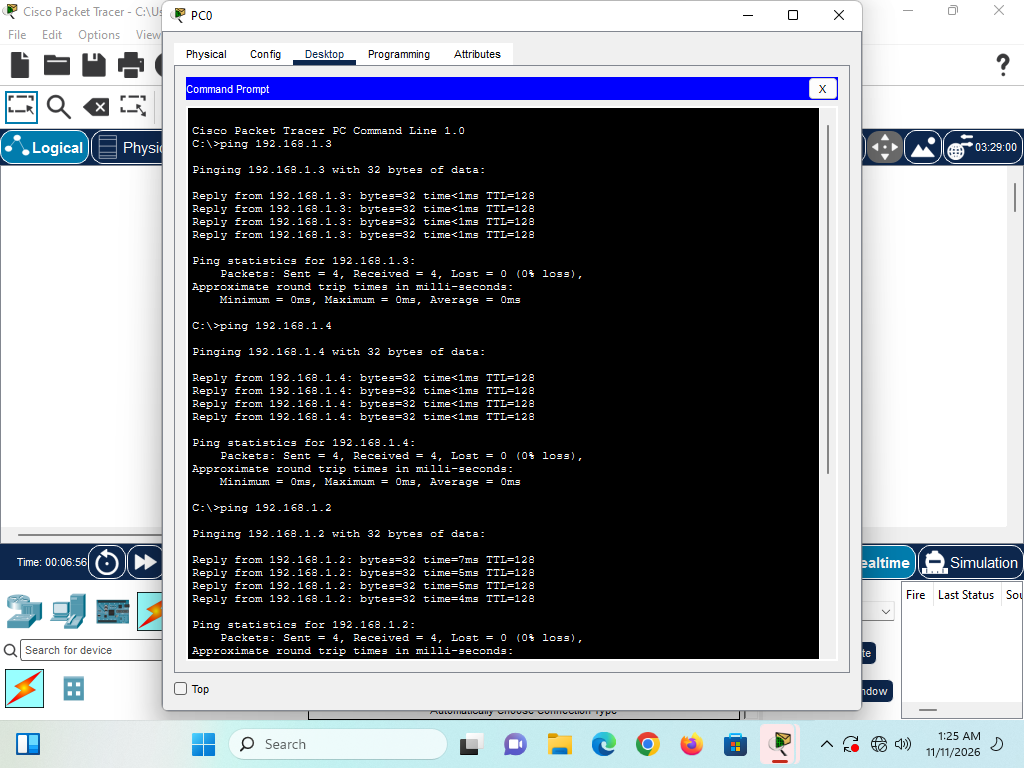 Cisco Packet Tracer - C:\Us
PC0
File Edit Options View
Physical Config Desktop Programming Attributes
Command Prompt
X
Cisco Packet Tracer PC Command Line 1.0
C:\>ping 192.168.1.3
Pinging 192.168.1.3 with 32 bytes of data:
Reply from 192.168.1.3: bytes=32 time<1ms TTL=128
Reply from 192.168.1.3: bytes=32 time<1ms TTL=128
Reply from 192.168.1.3: bytes=32 time<1ms TTL=128
Reply from 192.168.1.3: bytes=32 time<1ms TTL=128
Ping statistics for 192.168.1.3:
Packets: Sent = 4, Received = 4, Lost = 0 (0% loss),
Approximate round trip times in milli-seconds:
Minimum = 0ms, Maximum = 0ms, Average = 0ms
C:\>ping 192.168.1.4
Pinging 192.168.1.4 with 32 bytes of data:
Reply from 192.168.1.4: bytes=32 time<1ms TTL=128
Reply from 192.168.1.4: bytes=32 time<1ms TTL=128
Reply from 192.168.1.4: bytes=32 time<1ms TTL=128
Reply from 192.168.1.4: bytes=32 time<1ms TTL=128
Ping statistics for 192.168.1.4:
Packets: Sent = 4, Received = 4, Lost = 0 (0% loss),
Approximate round trip times in milli-seconds:
Minimum = 0ms, Maximum = 0ms, Average = 0ms
C:\>ping 192.168.1.2
Pinging 192.168.1.2 with 32 bytes of data:
Reply from 192.168.1.2: bytes=32 time=7ms TTL=128
Reply from 192.168.1.2: bytes=32 time=5ms TTL=128
Reply from 192.168.1.2: bytes=32 time=5ms TTL=128
Reply from 192.168.1.2: bytes=32 time=4ms TTL=128
Ping statistics for 192.168.1.2:
Packets: Sent = 4, Received = 4, Lost = 0 (0% loss),
Approximate round trip times in milli-seconds:
Top
Logical
Physic
03:29:00
Time: 00:06:56
ealtime
Simulation
Fire Last Status Sou
Search for device
te
ndow
Automatically Choose Connection Type
Search
1:25 AM
11/11/2026